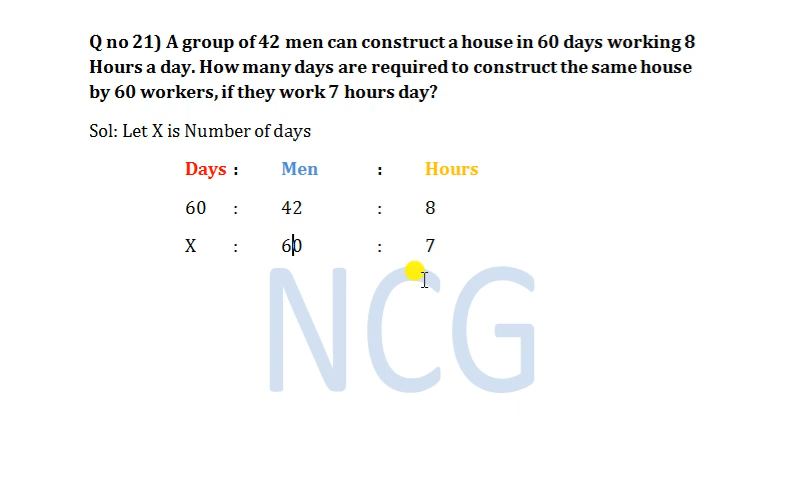 Q no 21) A group of 42 men can construct a house in 60 days working 8
Hours a day. How many days are required to construct the same house
by 60 workers, if they work 7 hours day?
Sol: Let X is Number of days
Days : Men : Hours
60 : 42 : 8
X : 60 : 7
NCG